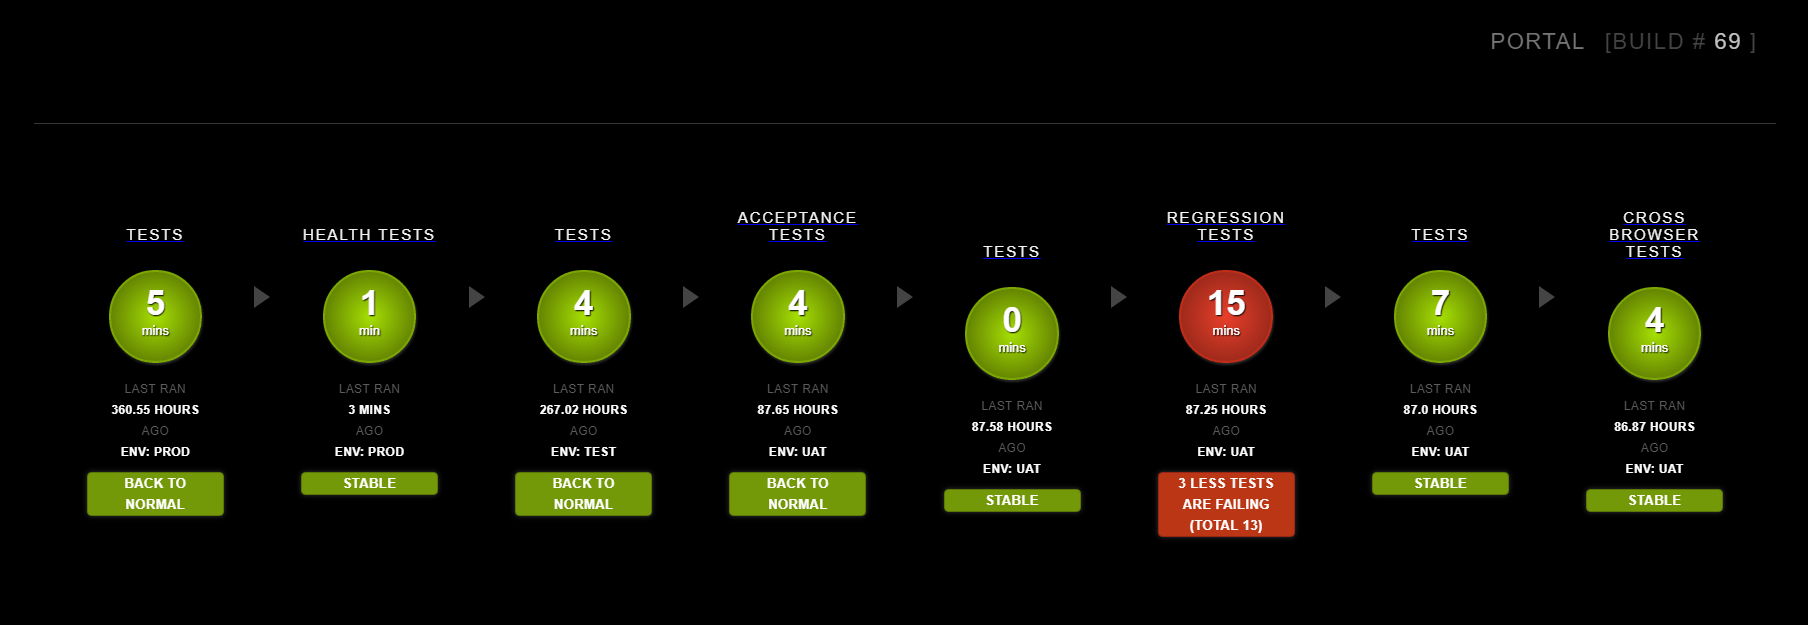 PORTAL [BUILD # 69 ]
TESTS
5
mins
LAST RAN
360.55 HOURS
AGO
ENV: PROD
BACK TO
NORMAL
HEALTH TESTS
1
min
LAST RAN
3 MINS
AGO
ENV: PROD
STABLE
TESTS
4
mins
LAST RAN
267.02 HOURS
AGO
ENV: TEST
BACK TO
NORMAL
ACCEPTANCE
TESTS
4
mins
LAST RAN
87.65 HOURS
AGO
ENV: UAT
BACK TO
NORMAL
TESTS
0
mins
LAST RAN
87.58 HOURS
AGO
ENV: UAT
STABLE
REGRESSION
TESTS
15
mins
LAST RAN
87.25 HOURS
AGO
ENV: UAT
3 LESS TESTS
ARE FAILING
(TOTAL 13)
TESTS
7
mins
LAST RAN
87.0 HOURS
AGO
ENV: UAT
STABLE
CROSS
BROWSER
TESTS
4
mins
LAST RAN
86.87 HOURS
AGO
ENV: UAT
STABLE